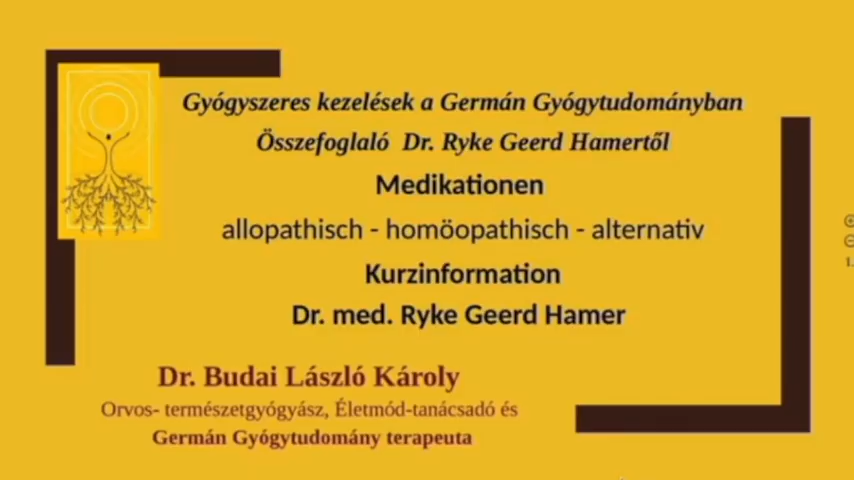 Gyógyszeres kezelések a Germán Gyógytudományban
Összefoglaló Dr. Ryke Geerd Hamertől
Medikationen
allopathisch - homöopathisch - alternativ
Kurzinformation
Dr. med. Ryke Geerd Hamer
Dr. Budai László Károly
Orvos- természetgyógyász, Életmód-tanácsadó és
Germán Gyógytudomány terapeuta
1.